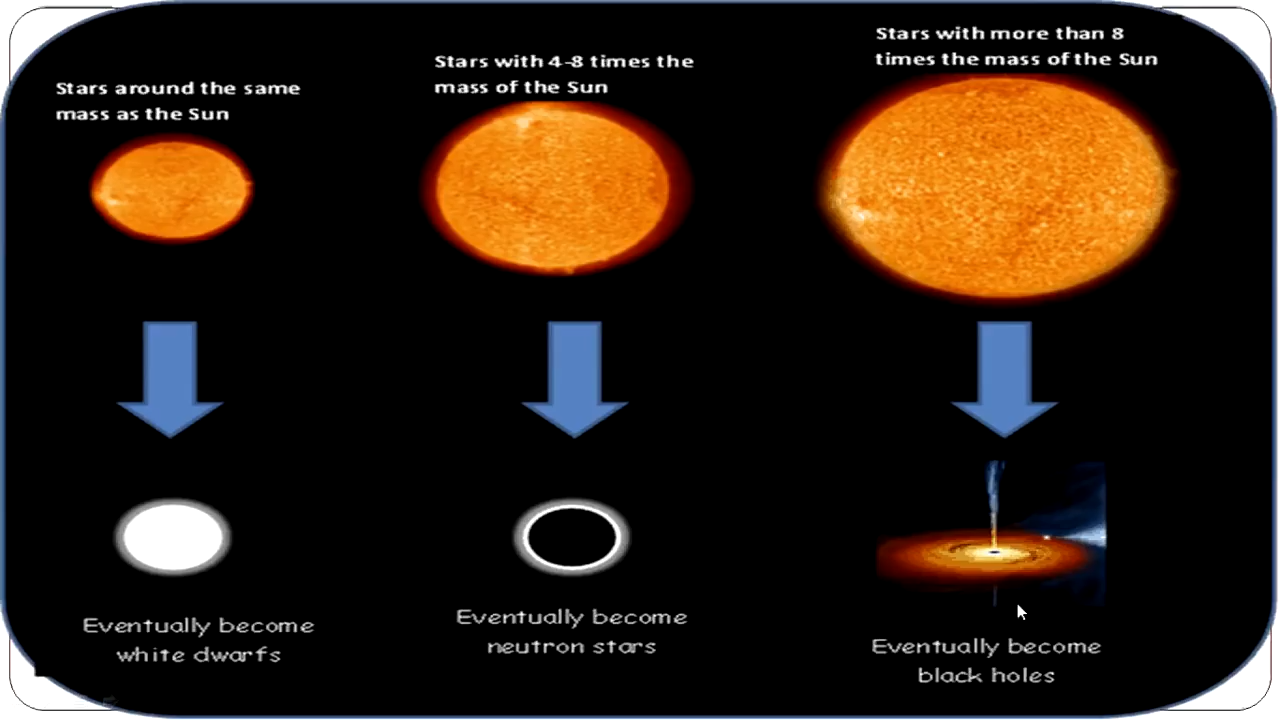 Stars around the same
mass as the Sun
Stars with 4-8 times the
mass of the Sun
Stars with more than 8
times the mass of the Sun
Eventually become
white dwarfs
Eventually become
neutron stars
Eventually become
black holes